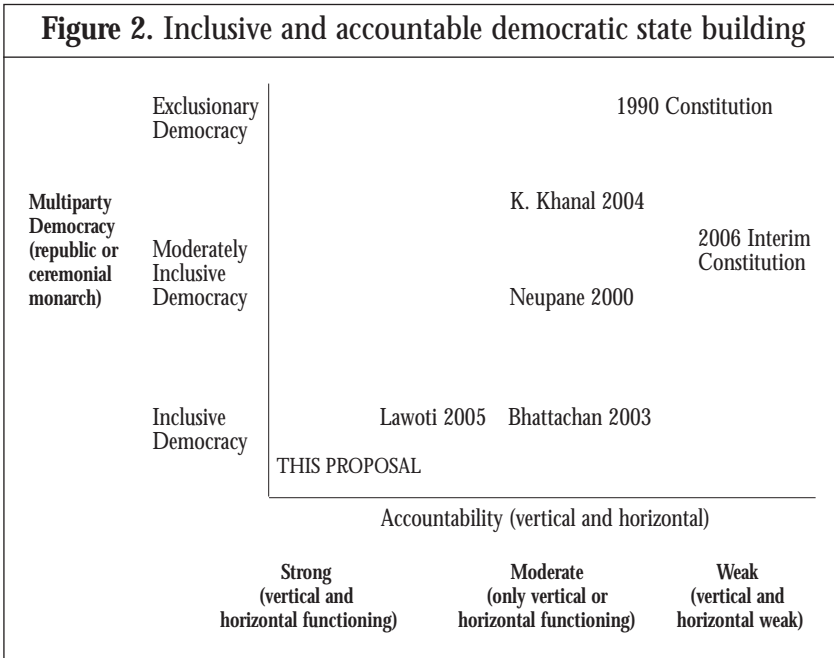 Figure 2. Inclusive and accountable democratic state building
Exclusionary
Democracy
1990 Constitution
Multiparty
Democracy
(republic or
ceremonial
monarch)
K. Khanal 2004
Moderately
Inclusive
Democracy
2006 Interim
Constitution
Neupane 2000
Inclusive
Democracy
Lawoti 2005
Bhattachan 2003
THIS PROPOSAL
Accountability (vertical and horizontal)
Strong
(vertical and
horizontal functioning)
Moderate
(only vertical or
horizontal functioning)
Weak
(vertical and
horizontal weak)